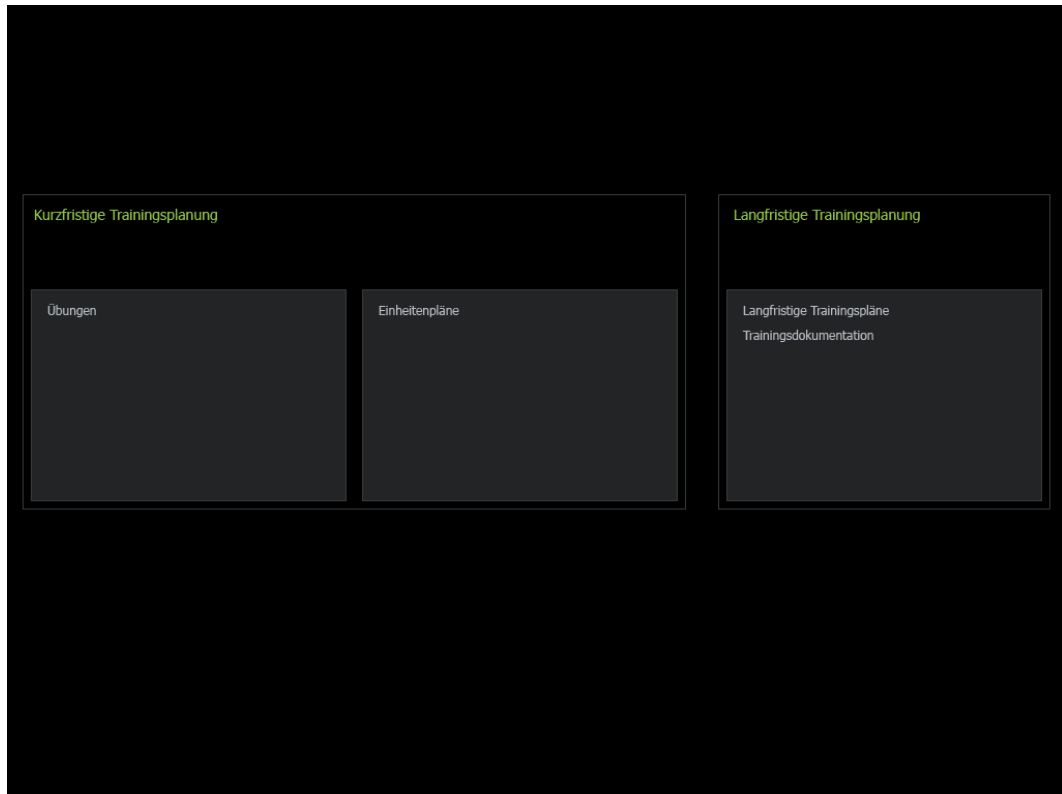 Kurzfristige Trainingsplanung
Übungen
Einheitenpläne
Langfristige Trainingsplanung
Langfristige Trainingspläne
Trainingsdokumentation